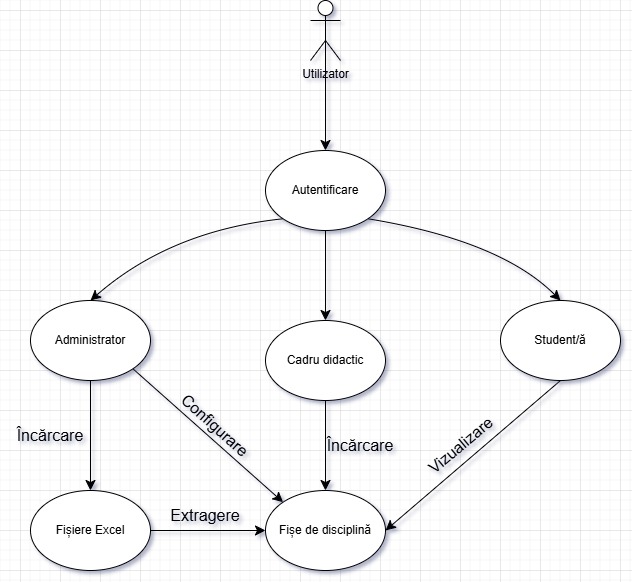 Utilizator
Autentificare
Administrator
Cadru didactic
Student/ă
Configurare
Încărcare
Încărcare
Vizualizare
Extragere
Fișiere Excel
Fișe de disciplină